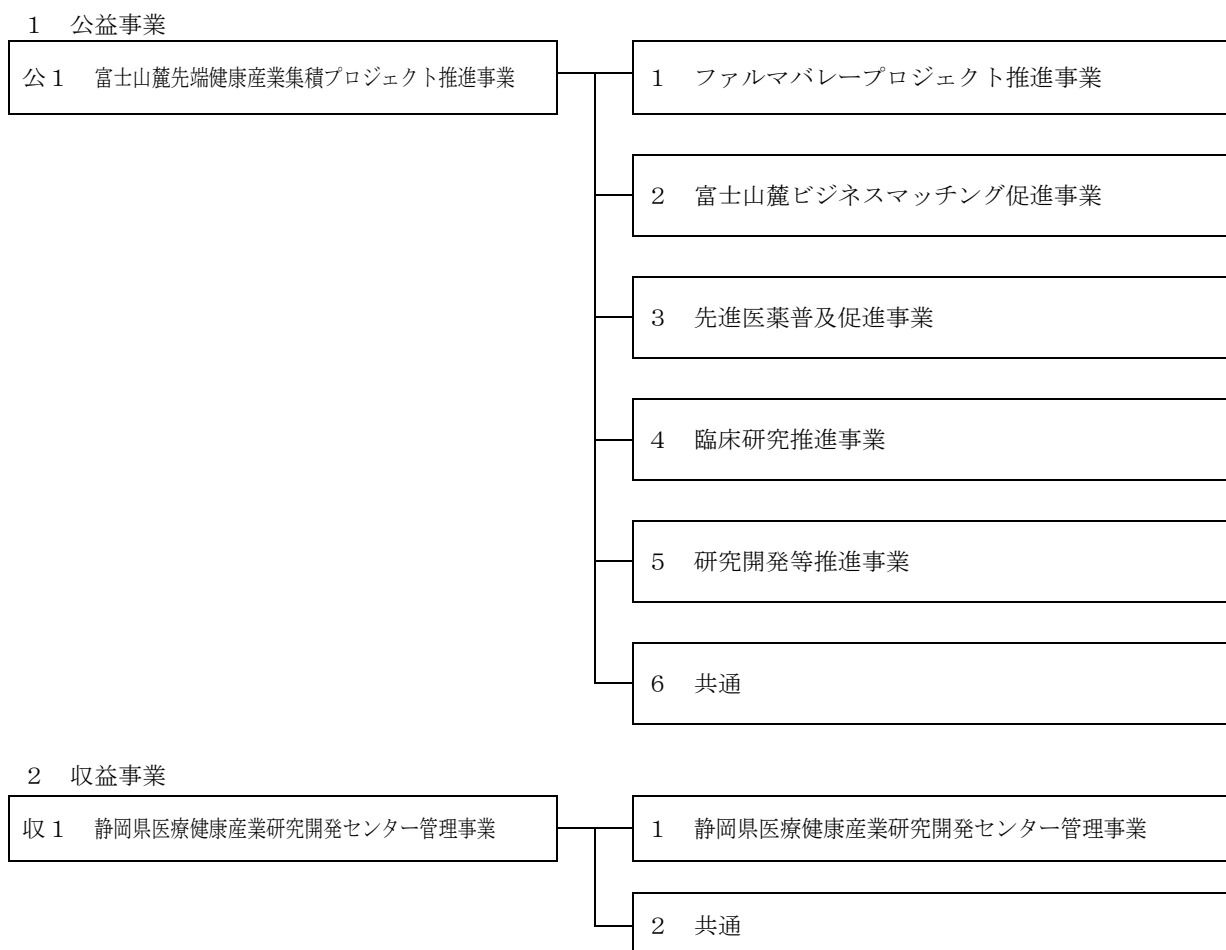 １　公益事業
公１　富士山麓先端健康産業集積プロジェクト推進事業
１　ファルマバレープロジェクト推進事業
２　富士山麓ビジネスマッチング促進事業
３　先進医薬普及促進事業
４　臨床研究推進事業
５　研究開発等推進事業
６　共通
２　収益事業
収１　静岡県医療健康産業研究開発センター管理事業
１　静岡県医療健康産業研究開発センター管理事業
２　共通